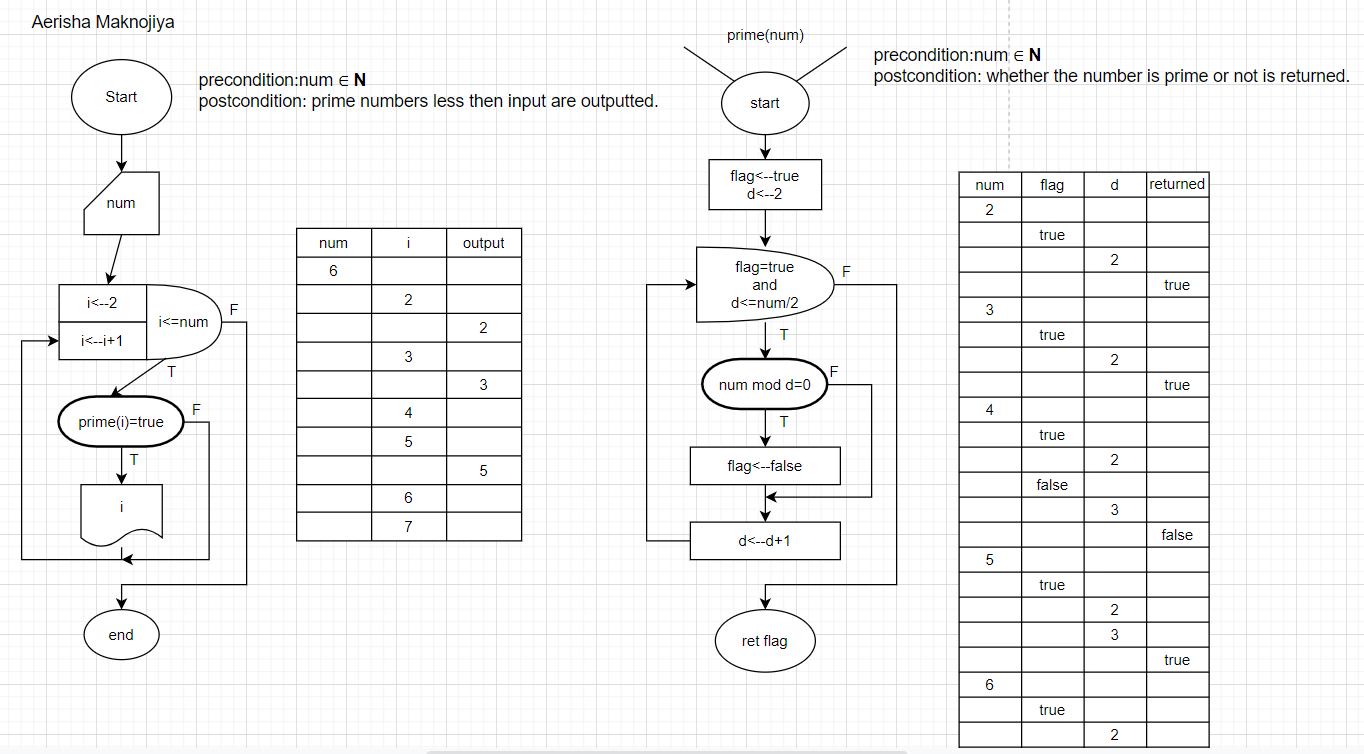 Aerisha Maknojiya
Start
precondition:num ∈ N
postcondition: prime numbers less then input are outputted.
num
i<--2
i<--i+1
i<=num
F
T
prime(i)=true
F
T
i
end
num i output
6
2
2
3
3
4
5
5
6
7
prime(num)
start
precondition:num ∈ N
postcondition: whether the number is prime or not is returned.
flag<--true
d<--2
flag=true
and
d<=num/2
F
T
num mod d=0
F
T
flag<--false
d<--d+1
ret flag
num flag d returned
2
true
2
true
3
true
2
true
4
true
2
false
3
false
5
true
2
3
true
6
true
2